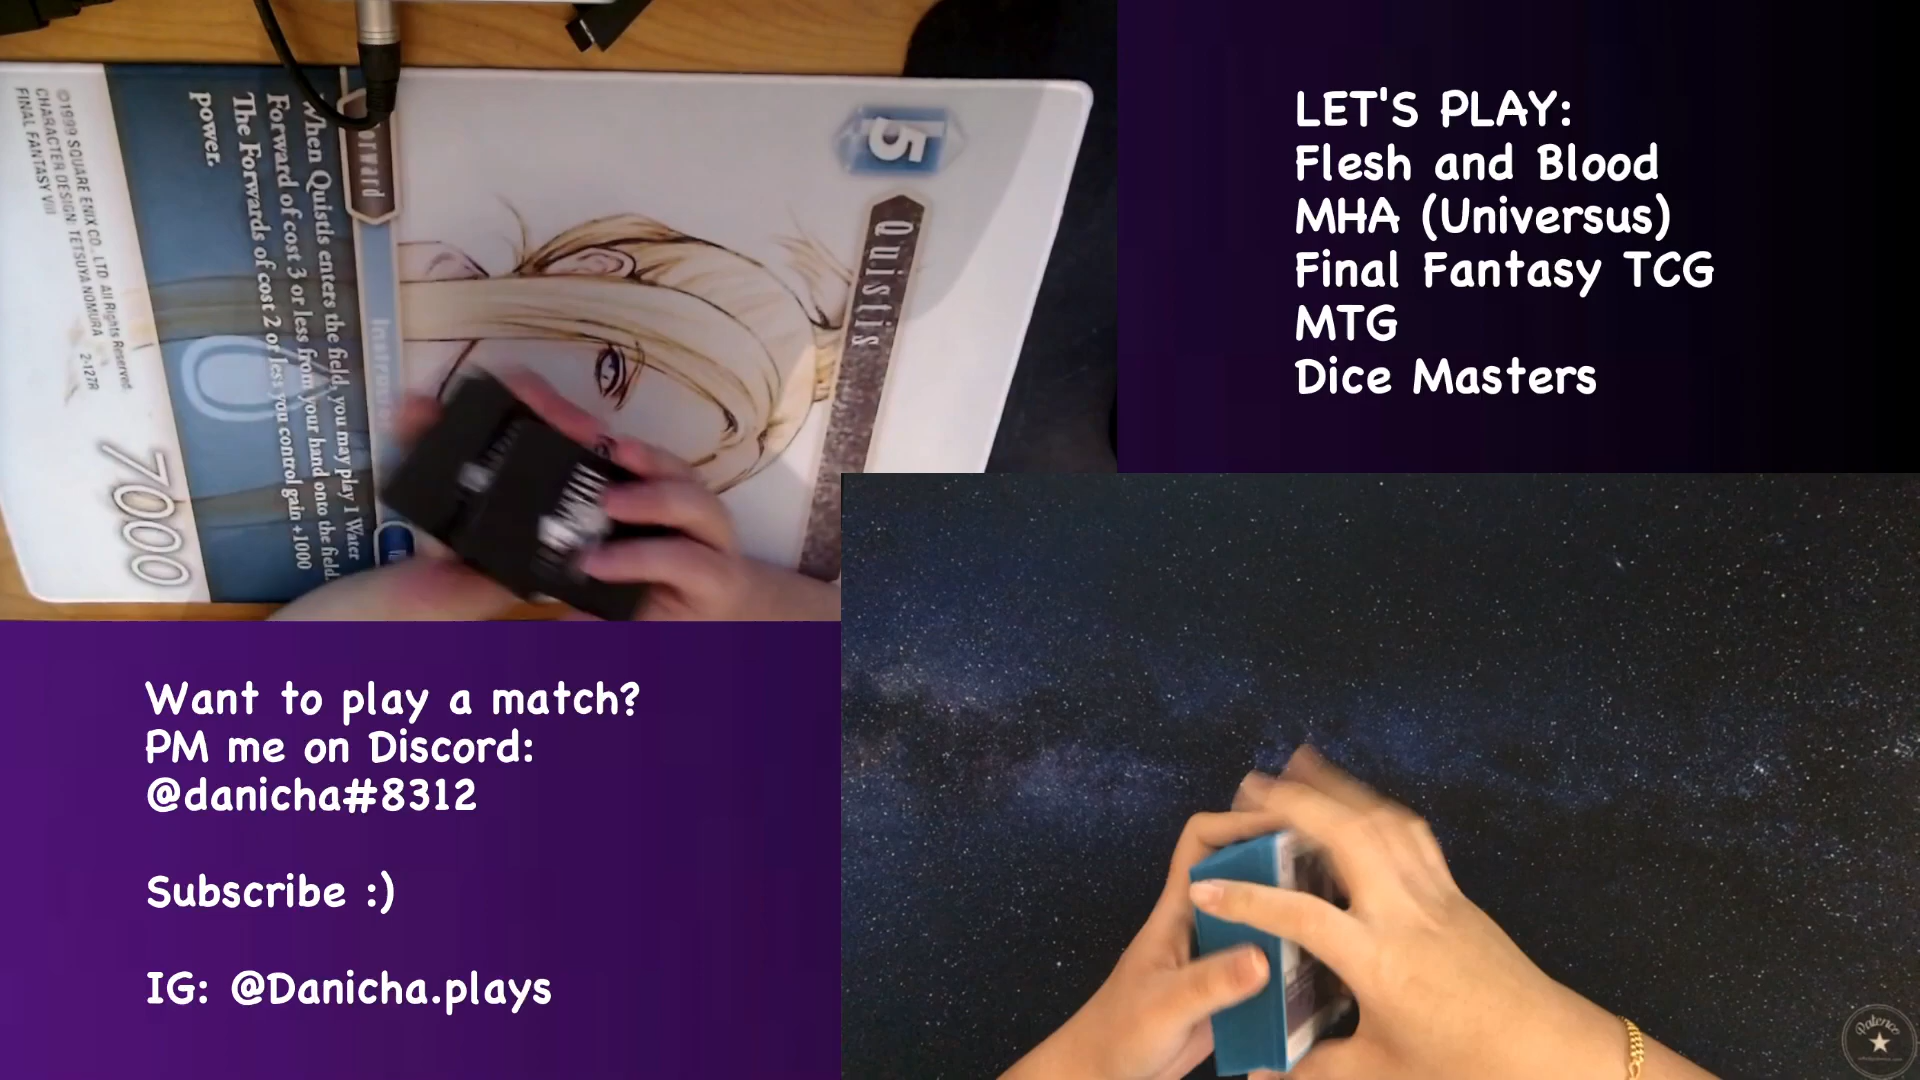 LET'S PLAY:
Flesh and Blood
MHA (Universus)
Final Fantasy TCG
MTG
Dice Masters
5
Quistis
Forward
When Quistis enters the field, you may play 1 Water
Forward of cost 3 or less from your hand onto the field.
The Forwards of cost 2 or less you control gain +1000
power.
©1999 SQUARE ENIX CO., LTD. All Rights Reserved.
CHARACTER DESIGN: TETSUYA NOMURA
2-127R
FINAL FANTASY VIII
7000
Want to play a match?
PM me on Discord:
@danicha#8312
Subscribe :)
IG: @Danicha.plays
Patence